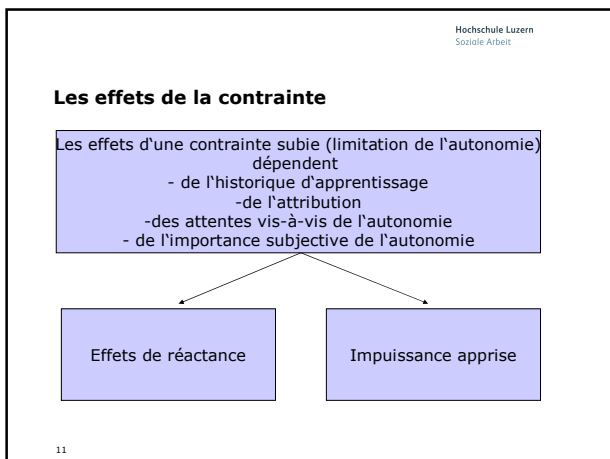 Hochschule Luzern
Soziale Arbeit
Les effets de la contrainte
Les effets d‘une contrainte subie (limitation de l‘autonomie)
dépendent
- de l‘historique d‘apprentissage
-de l‘attribution
-des attentes vis-à-vis de l‘autonomie
- de l‘importance subjective de l‘autonomie
Effets de réactance
Impuissance apprise
11